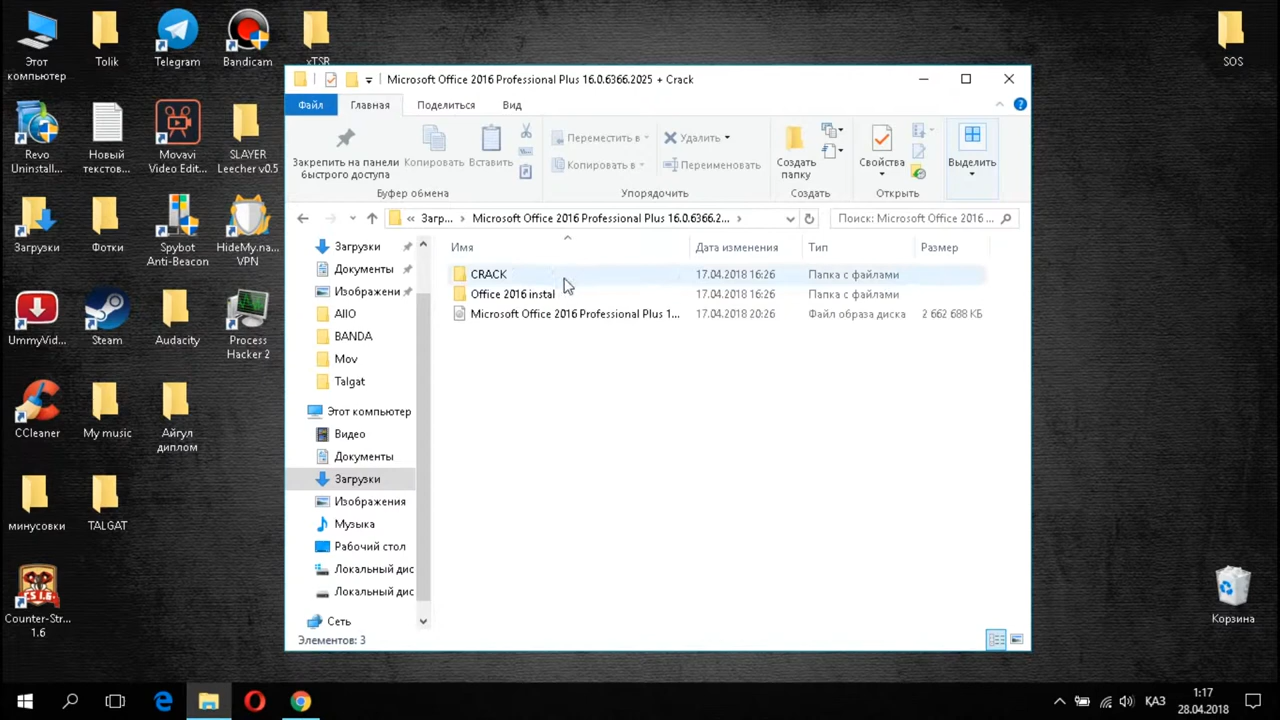 Этот
компьютер
Tolik
Telegram
Bandicam
xTSR
SOS
Revo
Uninstall...
Новый
текстов...
Movavi
Video Edit...
SLAYER
Leecher v0.5
Загрузки
Фотки
Spybot
Anti-Beacon
HideMy.na...
VPN
UmmyVid...
Steam
Audacity
Process
Hacker 2
CCleaner
My music
Айгул
диплом
минусовки
TALGAT
Counter-Str...
1.6
Корзина
Microsoft Office 2016 Professional Plus 16.0.6366.2025 + Crack
Файл
Главная
Поделиться
Вид
Закрепить на панели
быстрого доступа
Копировать
Вставить
Буфер обмена
Переместить в
Копировать в
Удалить
Переименовать
Упорядочить
Создать
папку
Создать
Свойства
Открыть
Выделить
« Загр... › Microsoft Office 2016 Professional Plus 16.0.6366.2... ›
Поиск: Microsoft Office 2016 ...
Загрузки
Документы
Изображени
AIIO
BANDA
Mov
Talgat
Этот компьютер
Видео
Документы
Загрузки
Изображения
Музыка
Рабочий стол
Локальный дис
Локальный дис
Сеть
Имя Дата изменения Тип Размер
CRACK 17.04.2018 16:26 Папка с файлами
Office 2016 instal 17.04.2018 16:26 Папка с файлами
Microsoft Office 2016 Professional Plus 1... 17.04.2018 20:26 Файл образа диска 2 662 688 КБ
Элементов: 3
ҚАЗ
1:17
28.04.2018